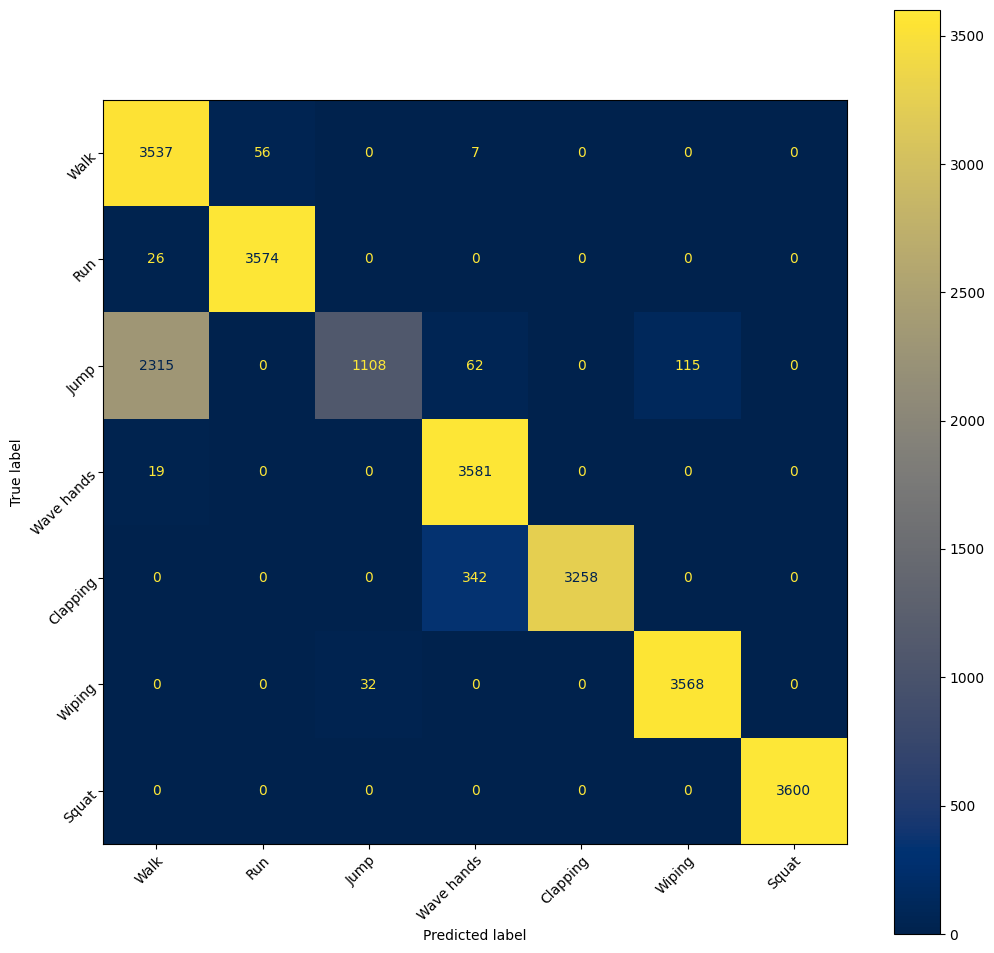 Walk 3537 56 0 7 0 0 0
Run 26 3574 0 0 0 0 0
Jump 2315 0 1108 62 0 115 0
Wave hands 19 0 0 3581 0 0 0
Clapping 0 0 0 342 3258 0 0
Wiping 0 0 32 0 0 3568 0
Squat 0 0 0 0 0 0 3600
True label
Walk Run Jump Wave hands Clapping Wiping Squat
Predicted label
3500
3000
2500
2000
1500
1000
500
0